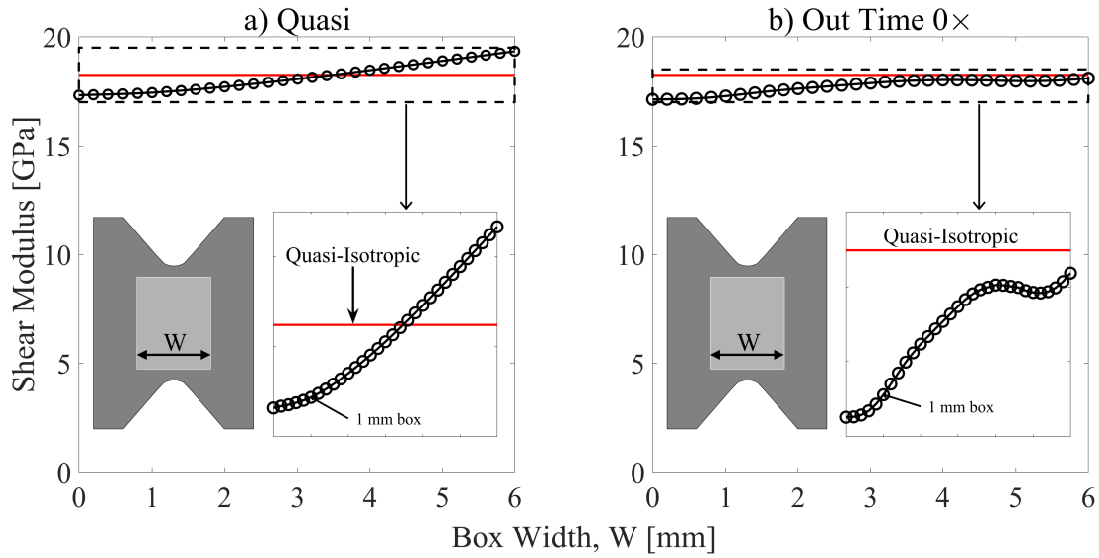 a) Quasi
b) Out Time 0×
Shear Modulus [GPa]
20
15
10
5
0
0 1 2 3 4 5 6
W
Quasi-Isotropic
1 mm box
20
15
10
5
0
0 1 2 3 4 5 6
W
Quasi-Isotropic
1 mm box
Box Width, W [mm]